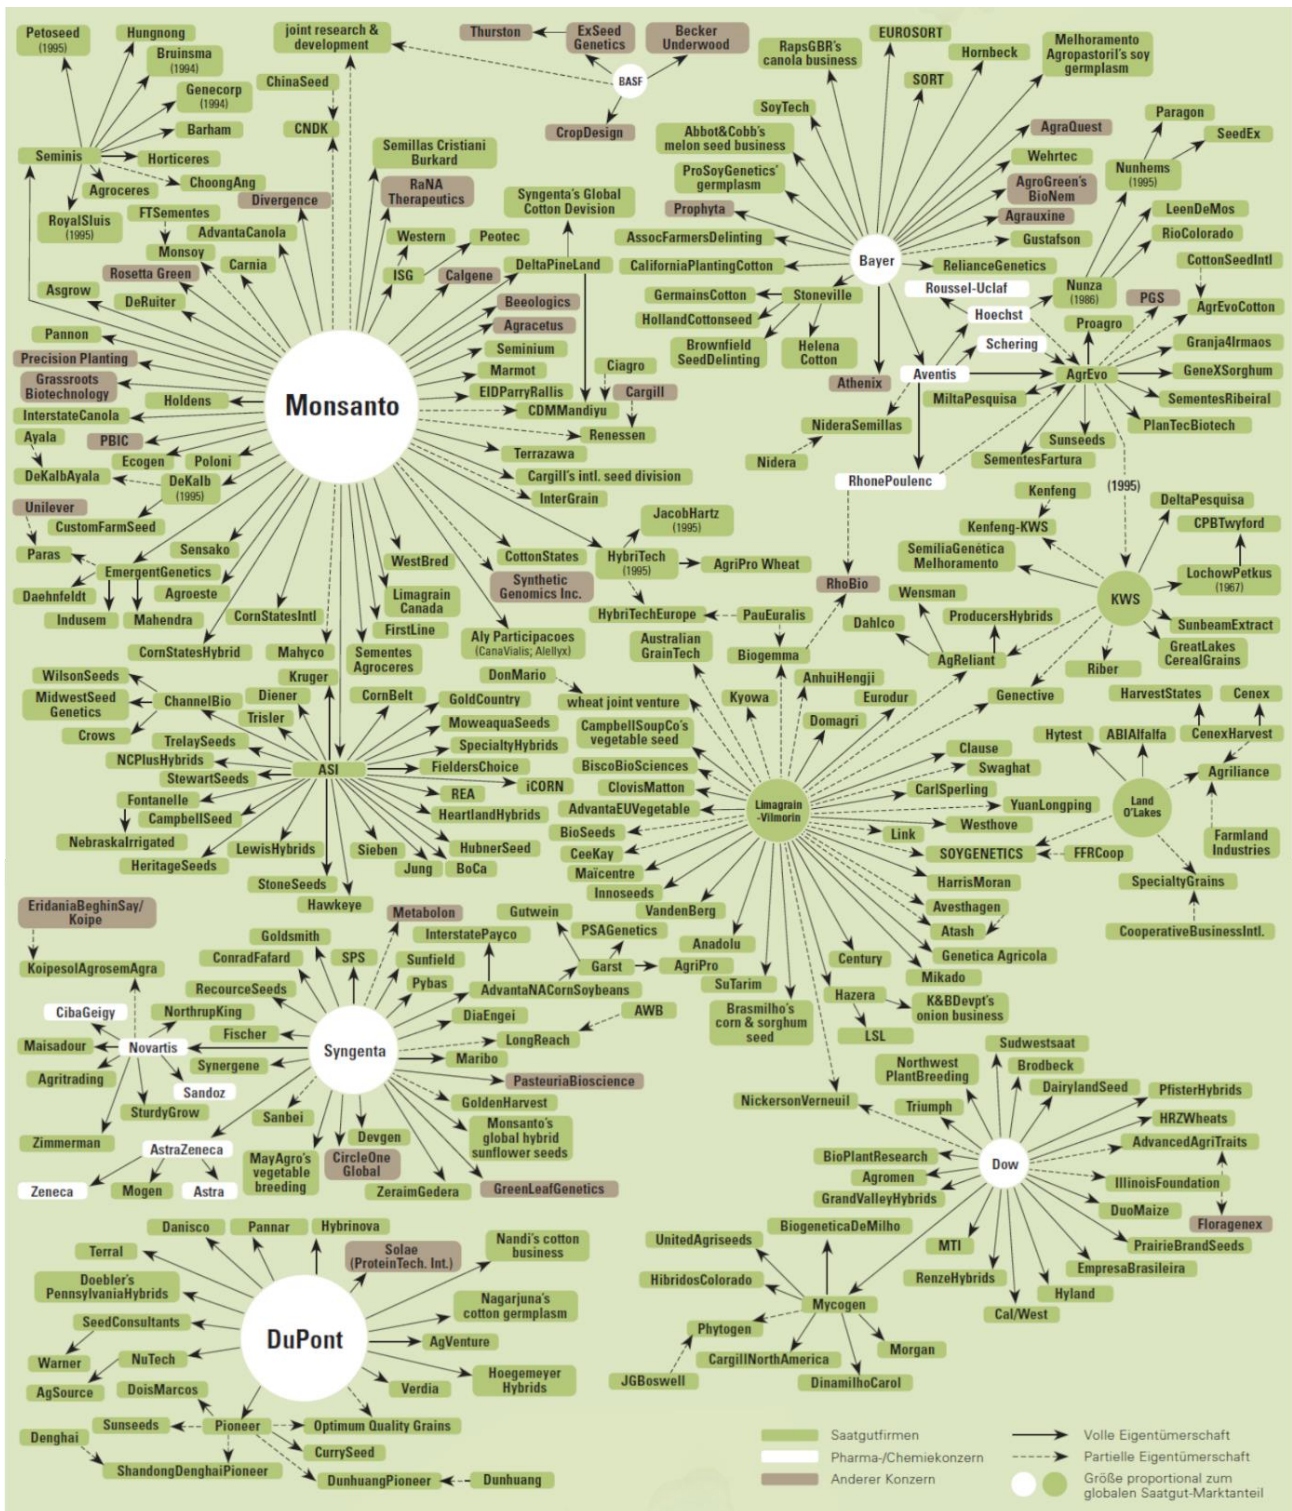 Petoseed
(1995)
Hungnong
Bruinsma
(1994)
Genecorp
(1994)
Barham
Seminis
Horticeres
Agroceres
ChoongAng
RoyalSluis
(1995)
FTSementes
Monsoy
Divergence
AdvantaCanola
Rosetta Green
Carnia
Asgrow
DeRuiter
Pannon
Precision Planting
Grassroots
Biotechnology
Holdens
InterstateCanola
Ayala
PBIC
Ecogen
Poloni
DeKalbAyala
DeKalb
(1995)
Unilever
CustomFarmSeed
Paras
Sensako
EmergentGenetics
Daehnfeldt
Agroeste
Indusem
Mahendra
CornStatesIntl
CornStatesHybrid
Mahyco
joint research &
development
ChinaSeed
CNDK
Semillas Cristiani
Burkard
RaNA
Therapeutics
Western
Peotec
ISG
Calgene
Syngenta's Global
Cotton Devision
DeltaPineLand
Beeologics
Agracetus
Seminium
Marmot
Ciagro
EIDParryRallis
Cargill
CDMMandiyu
Renessen
Terrazawa
Cargill's intl. seed division
InterGrain
Monsanto
JacobHartz
(1995)
CottonStates
HybriTech
(1995)
AgriPro Wheat
WestBred
Synthetic
Genomics Inc.
Limagrain
Canada
HybriTechEurope
FirstLine
Aly Participacoes
(CanaVialis; Alellyx)
Sementes
Agroceres
Thurston
ExSeed
Genetics
Becker
Underwood
BASF
CropDesign
RapsGBR's
canola business
EUROSORT
Hornbeck
Melhoramento
Agropastoril's soy
germplasm
SORT
SoyTech
Abbot&Cobb's
melon seed business
AgraQuest
Paragon
SeedEx
Wehrtec
ProSoyGenetics'
germplasm
AgroGreen's
BioNem
Nunhems
(1995)
Prophyta
Agrauxine
LeenDeMos
AssocFarmersDelinting
Bayer
Gustafson
RioColorado
CaliforniaPlantingCotton
RelianceGenetics
CottonSeedIntl
GermainsCotton
Stoneville
Roussel-Uclaf
Nunza
(1986)
PGS
HollandCottonseed
Hoechst
AgrEvoCotton
Proagro
Brownfield
SeedDelinting
Helena
Cotton
Schering
Granja4Irmaos
Athenix
Aventis
AgrEvo
GeneXSorghum
MiltaPesquisa
SementesRibeiral
NideraSemillas
PlanTecBiotech
Sunseeds
Nidera
SementesFartura
RhonePoulenc
(1995)
Kenfeng
DeltaPesquisa
Kenfeng-KWS
CPBTwyford
SemiliaGenética
Melhoramento
LochowPetkus
(1967)
KWS
RhoBio
Wensman
ProducersHybrids
SunbeamExtract
Dahlco
GreatLakes
CerealGrains
AgReliant
Riber
PauEuralis
Australian
GrainTech
Biogemma
AnhuiHengji
Genective
HarvestStates
Cenex
WilsonSeeds
Kruger
MidwestSeed
Genetics
ChannelBio
Diener
CornBelt
GoldCountry
Crows
Trisler
MoweaquaSeeds
TrelaySeeds
SpecialtyHybrids
NCPlusHybrids
ASI
FieldersChoice
StewartSeeds
iCORN
REA
Fontanelle
HeartlandHybrids
CampbellSeed
NebraskaIrrigated
LewisHybrids
Sieben
HubnerSeed
HeritageSeeds
Jung
BoCa
StoneSeeds
Hawkeye
DonMario
Kyowa
Eurodur
wheat joint venture
Domagri
Hytest
ABIAlfalfa
CenexHarvest
CampbellSoupCo's
vegetable seed
Clause
BiscoBioSciences
Swaghat
Agriliance
ClovisMatton
CarlSperling
AdvantaEUVegetable
Limagrain
-Vilmorin
YuanLongping
Land
O'Lakes
BioSeeds
Westhove
Link
CeeKay
SOYGENETICS
FFRCoop
Farmland
Industries
Maïcentre
HarrisMoran
SpecialtyGrains
Innoseeds
Avesthagen
VandenBerg
Atash
CooperativeBusinessIntl.
Anadolu
Genetica Agricola
Century
Mikado
SuTarim
Hazera
K&BDevpt's
onion business
Brasmilho's
corn & sorghum
seed
LSL
EridaniaBeghinSay/
Koipe
Metabolon
Gutwein
Goldsmith
InterstatePayco
PSAGenetics
ConradFafard
SPS
Sunfield
KoipesolAgrosemAgra
Garst
AgriPro
RecourceSeeds
Pybas
AdvantaNACornSoybeans
CibaGeigy
NorthrupKing
DiaEngei
AWB
Fischer
LongReach
Maisadour
Novartis
Syngenta
Synergene
Maribo
Agritrading
Sandoz
PasteuriaBioscience
SturdyGrow
Sanbei
GoldenHarvest
Zimmerman
Devgen
Monsanto's
global hybrid
sunflower seeds
AstraZeneca
MayAgro's
vegetable
breeding
CircleOne
Global
Zeneca
Mogen
Astra
ZeraimGedera
GreenLeafGenetics
NickersonVerneuil
Sudwestsaat
Northwest
PlantBreeding
Brodbeck
DairylandSeed
PfisterHybrids
Triumph
HRZWheats
AdvancedAgriTraits
BioPlantResearch
Dow
Agromen
IllinoisFoundation
GrandValleyHybrids
DuoMaize
Floragenex
BiogeneticaDeMilho
MTI
PrairieBrandSeeds
UnitedAgriseeds
EmpresaBrasileira
RenzeHybrids
HibridosColorado
Hyland
Mycogen
Cal/West
Phytogen
Morgan
CargillNorthAmerica
JGBoswell
DinamilhoCarol
Danisco
Pannar
Hybrinova
Terral
Solae
(ProteinTech. Int.)
Nandi's cotton
business
Doebler's
PennsylvaniaHybrids
Nagarjuna's
cotton germplasm
SeedConsultants
DuPont
AgVenture
Warner
NuTech
Hoegemeyer
Hybrids
AgSource
DoisMarcos
Verdia
Sunseeds
Pioneer
Optimum Quality Grains
Denghai
CurrySeed
ShandongDenghaiPioneer
DunhuangPioneer
Dunhuang
Saatgutfirmen
Pharma-/Chemiekonzern
Anderer Konzern
Volle Eigentümerschaft
Partielle Eigentümerschaft
Größe proportional zum
globalen Saatgut-Marktanteil